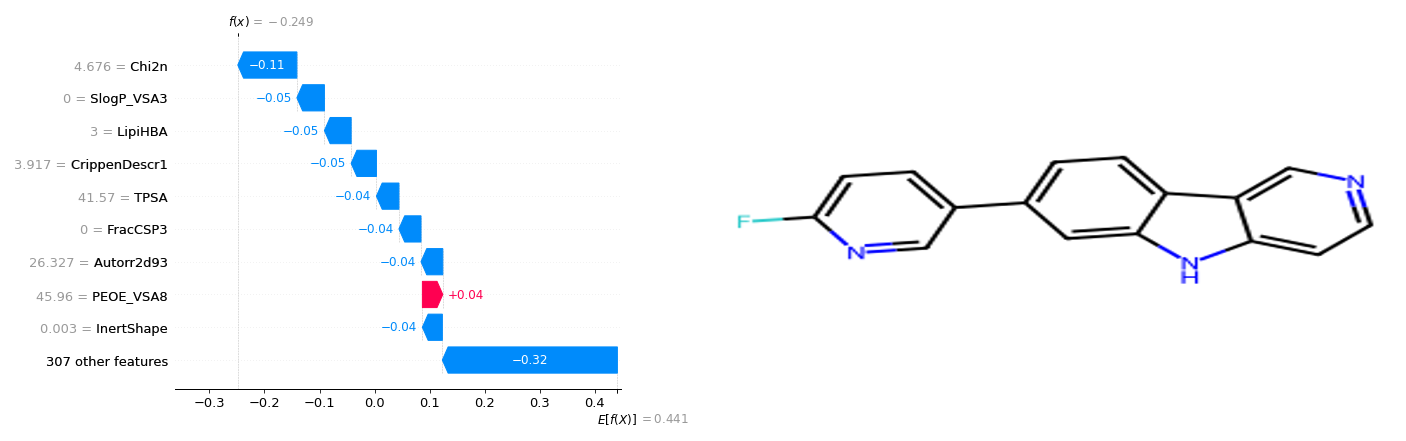 f(x) = −0.249
4.676 = Chi2n −0.11
0 = SlogP_VSA3 −0.05
3 = LipiHBA −0.05
3.917 = CrippenDescr1 −0.05
41.57 = TPSA −0.04
0 = FracCSP3 −0.04
26.327 = Autorr2d93 −0.04
45.96 = PEOE_VSA8 +0.04
0.003 = InertShape −0.04
307 other features −0.32
−0.3 −0.2 −0.1 0.0 0.1 0.2 0.3 0.4
E[f(X)] = 0.441
N
F
N
N
H